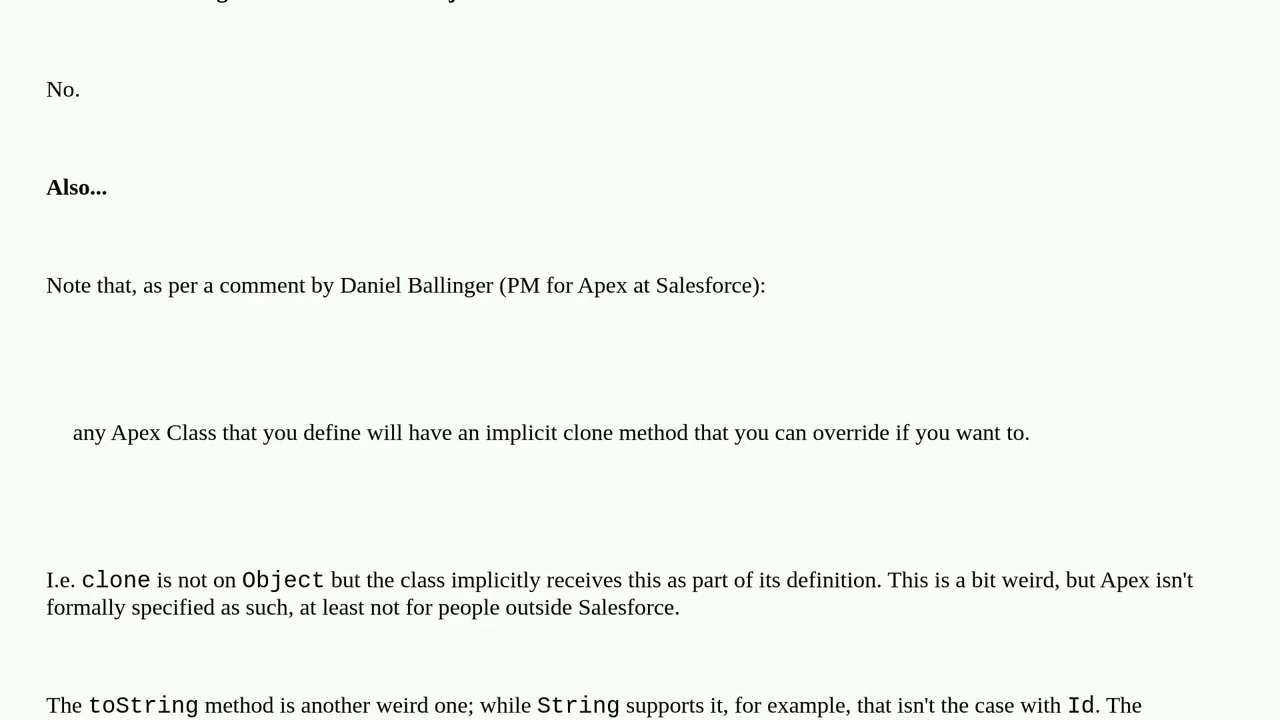 No.
Also...
Note that, as per a comment by Daniel Ballinger (PM for Apex at Salesforce):
any Apex Class that you define will have an implicit clone method that you can override if you want to.
I.e. clone is not on Object but the class implicitly receives this as part of its definition. This is a bit weird, but Apex isn't
formally specified as such, at least not for people outside Salesforce.
The toString method is another weird one; while String supports it, for example, that isn't the case with Id. The